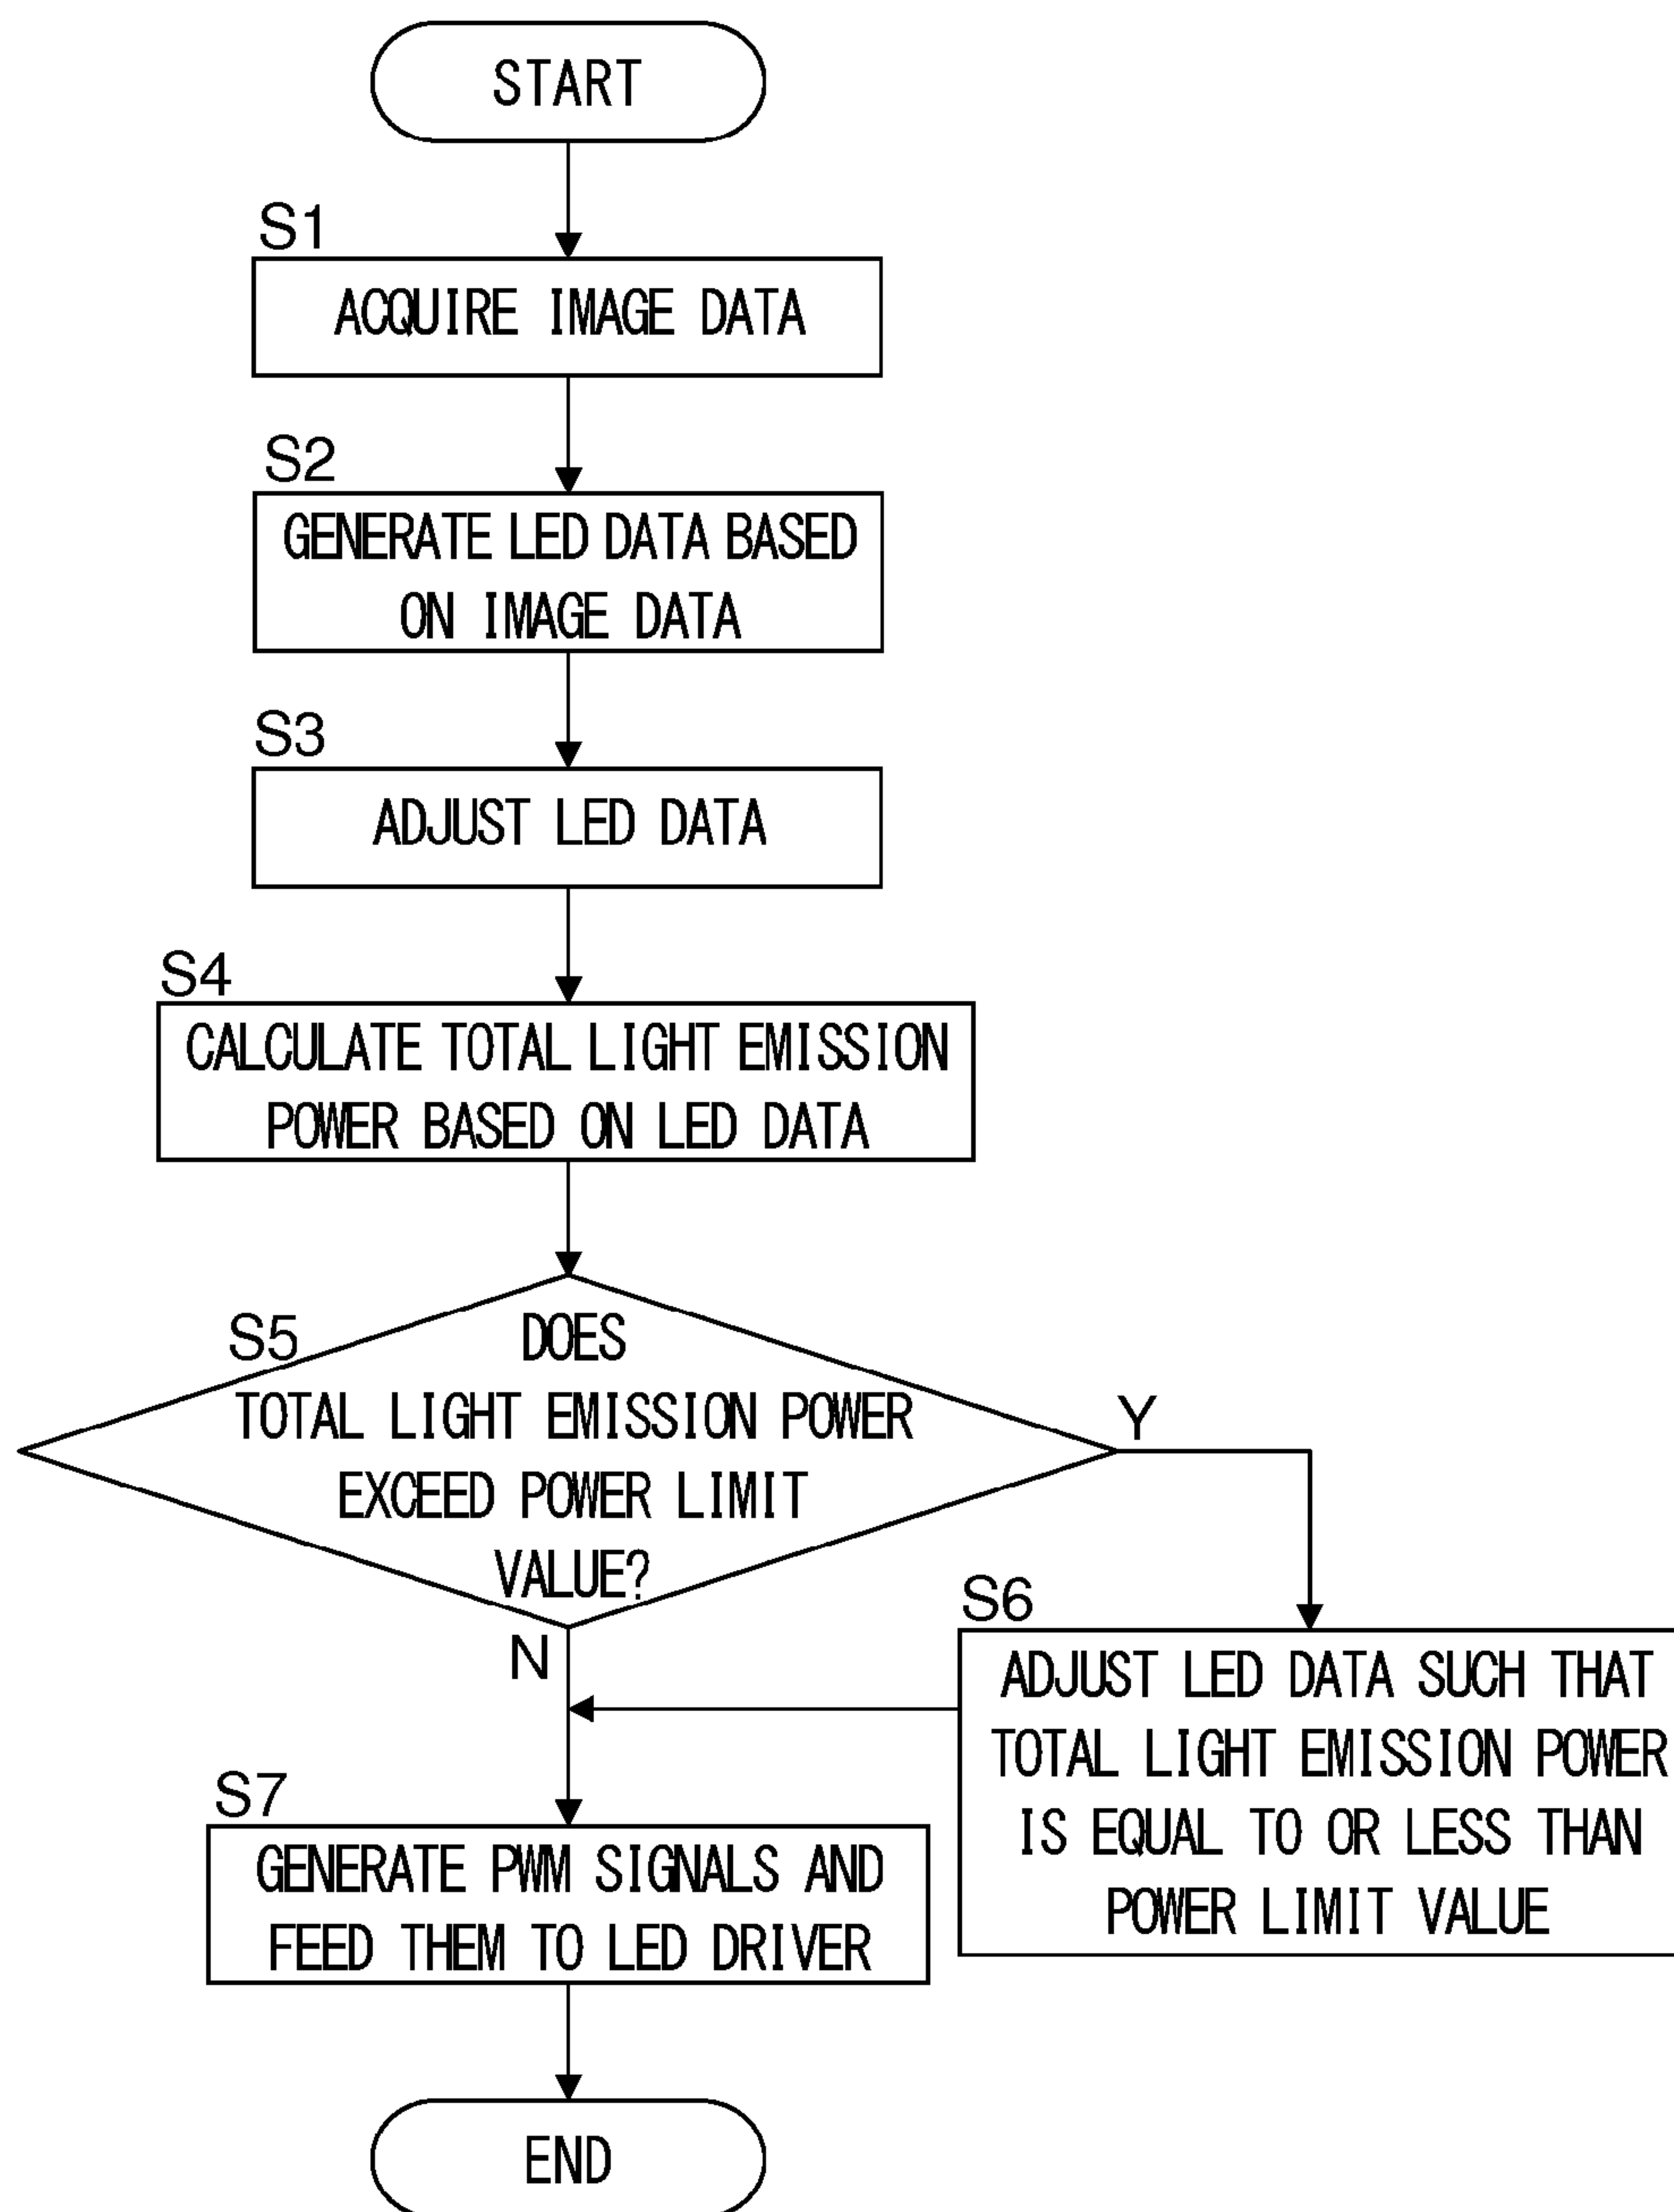 START
S1
ACQUIRE IMAGE DATA
S2
GENERATE LED DATA BASED
ON IMAGE DATA
S3
ADJUST LED DATA
S4
CALCULATE TOTAL LIGHT EMISSION
POWER BASED ON LED DATA
S5
DOES
TOTAL LIGHT EMISSION POWER
EXCEED POWER LIMIT
VALUE?
Y
N
S6
ADJUST LED DATA SUCH THAT
TOTAL LIGHT EMISSION POWER
IS EQUAL TO OR LESS THAN
POWER LIMIT VALUE
S7
GENERATE PWM SIGNALS AND
FEED THEM TO LED DRIVER
END